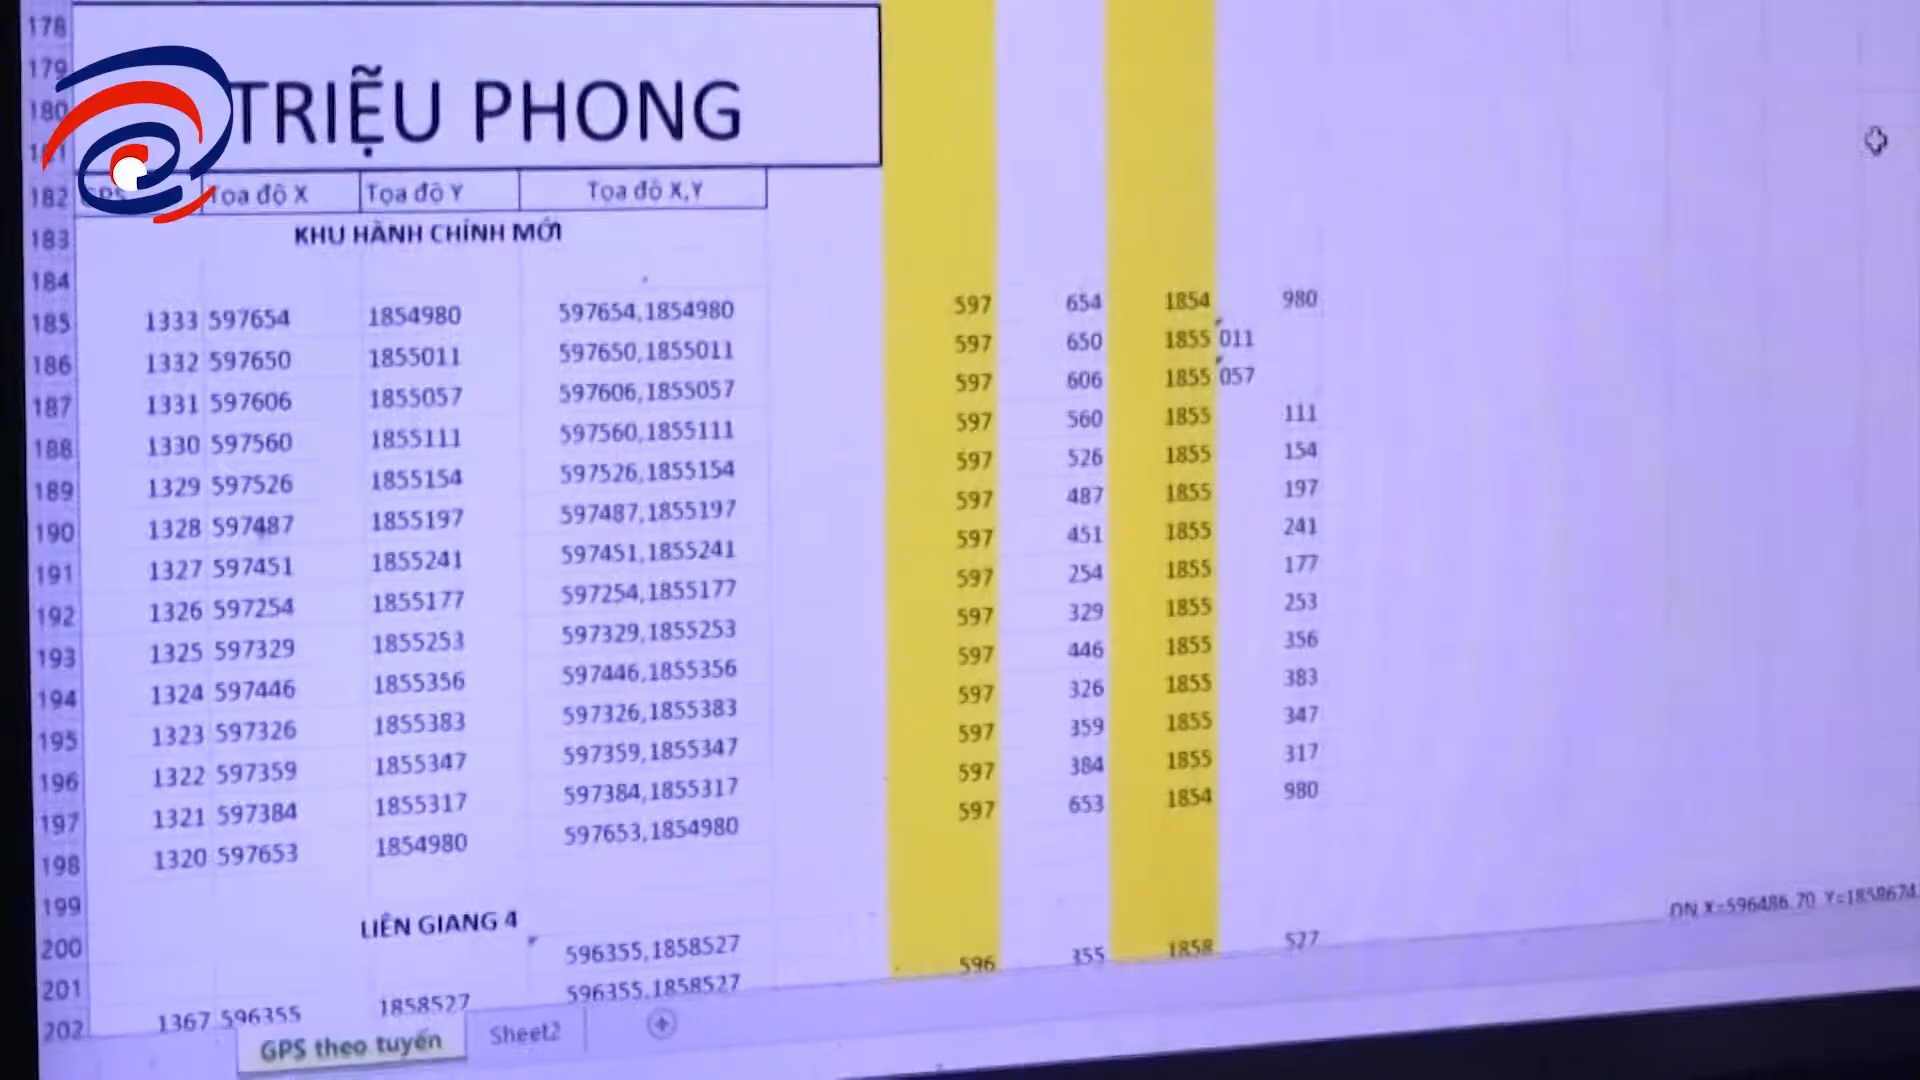 178
179 TRIỆU PHONG
180
181
182 GPS Tọa độ X Tọa độ Y Tọa độ X,Y
183 KHU HÀNH CHÍNH MỚI
184
185 1333 597654 1854980 597654,1854980 597 654 1854 980
186 1332 597650 1855011 597650,1855011 597 650 1855 011
187 1331 597606 1855057 597606,1855057 597 606 1855 057
188 1330 597560 1855111 597560,1855111 597 560 1855 111
189 1329 597526 1855154 597526,1855154 597 526 1855 154
190 1328 597487 1855197 597487,1855197 597 487 1855 197
191 1327 597451 1855241 597451,1855241 597 451 1855 241
192 1326 597254 1855177 597254,1855177 597 254 1855 177
193 1325 597329 1855253 597329,1855253 597 329 1855 253
194 1324 597446 1855356 597446,1855356 597 446 1855 356
195 1323 597326 1855383 597326,1855383 597 326 1855 383
196 1322 597359 1855347 597359,1855347 597 359 1855 347
197 1321 597384 1855317 597384,1855317 597 384 1855 317
198 1320 597653 1854980 597653,1854980 597 653 1854 980
199
200 LIÊN GIANG 4
201 596355,1858527 596 355 1858 527
202 1367 596355 1858527 596355,1858527
ON X=596486.70 Y=1858674
GPS theo tuyến Sheet2